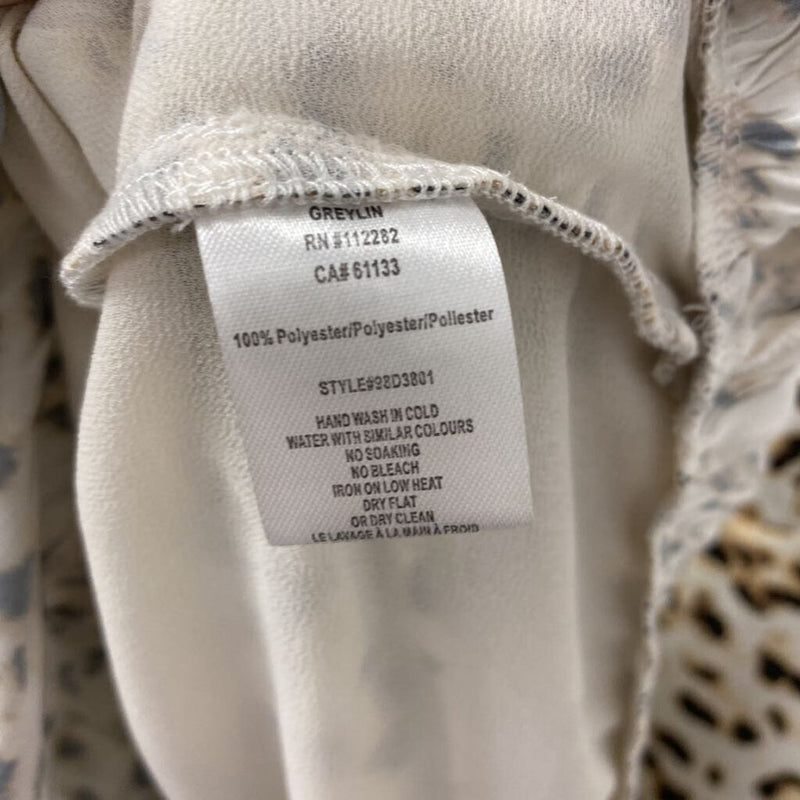 GREYLIN
RN #112282
CA# 61133
100% Polyester/Polyester/Poliester
STYLE#98D3801
HAND WASH IN COLD
WATER WITH SIMILAR COLOURS
NO SOAKING
NO BLEACH
IRON ON LOW HEAT
DRY FLAT
OR DRY CLEAN
LE LAVAGE À LA MAIN À FROID